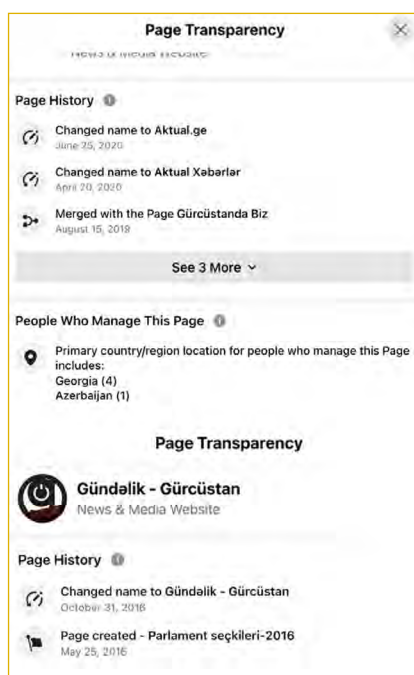 Page Transparency
News & Media Website
Page History
Changed name to Aktual.ge
June 25, 2020
Changed name to Aktual Xəbərlər
April 20, 2020
Merged with the Page Gürcüstanda Biz
August 15, 2019
See 3 More
People Who Manage This Page
Primary country/region location for people who manage this Page
includes:
Georgia (4)
Azerbaijan (1)
Page Transparency
Gündəlik - Gürcüstan
News & Media Website
Page History
Changed name to Gündəlik - Gürcüstan
October 31, 2016
Page created - Parlament seçkileri-2016
May 25, 2016